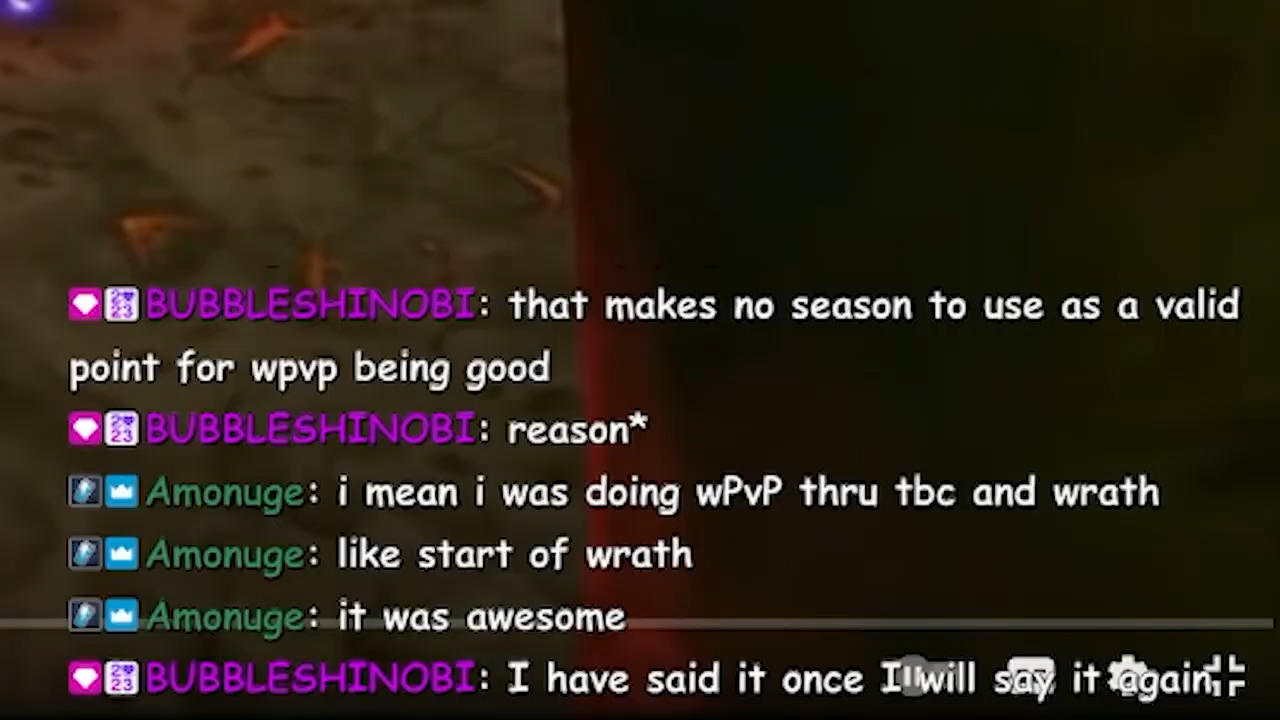 BUBBLESHINOBI: that makes no season to use as a valid
point for wpvp being good
BUBBLESHINOBI: reason*
Amonuge: i mean i was doing wPvP thru tbc and wrath
Amonuge: like start of wrath
Amonuge: it was awesome
BUBBLESHINOBI: I have said it once I will say it again